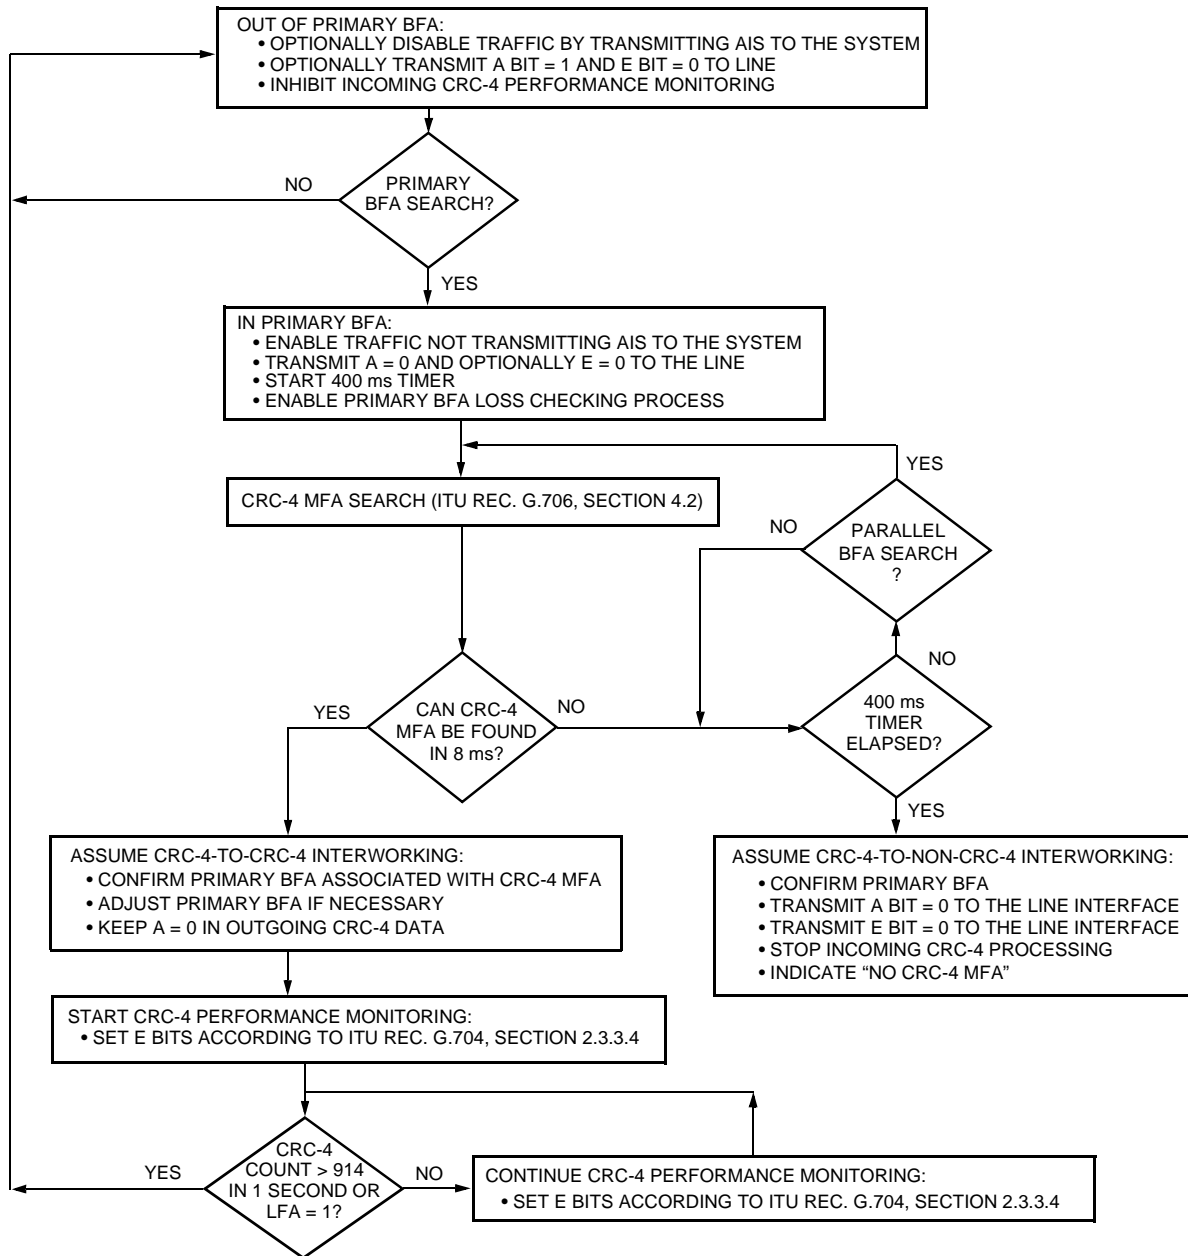 OUT OF PRIMARY BFA:
• OPTIONALLY DISABLE TRAFFIC BY TRANSMITTING AIS TO THE SYSTEM
• OPTIONALLY TRANSMIT A BIT = 1 AND E BIT = 0 TO LINE
• INHIBIT INCOMING CRC-4 PERFORMANCE MONITORING
NO
PRIMARY
BFA SEARCH?
YES
IN PRIMARY BFA:
• ENABLE TRAFFIC NOT TRANSMITTING AIS TO THE SYSTEM
• TRANSMIT A = 0 AND OPTIONALLY E = 0 TO THE LINE
• START 400 ms TIMER
• ENABLE PRIMARY BFA LOSS CHECKING PROCESS
YES
CRC-4 MFA SEARCH (ITU REC. G.706, SECTION 4.2)
NO
PARALLEL
BFA SEARCH
?
NO
YES
CAN CRC-4
MFA BE FOUND
IN 8 ms?
NO
400 ms
TIMER
ELAPSED?
YES
ASSUME CRC-4-TO-CRC-4 INTERWORKING:
• CONFIRM PRIMARY BFA ASSOCIATED WITH CRC-4 MFA
• ADJUST PRIMARY BFA IF NECESSARY
• KEEP A = 0 IN OUTGOING CRC-4 DATA
ASSUME CRC-4-TO-NON-CRC-4 INTERWORKING:
• CONFIRM PRIMARY BFA
• TRANSMIT A BIT = 0 TO THE LINE INTERFACE
• TRANSMIT E BIT = 0 TO THE LINE INTERFACE
• STOP INCOMING CRC-4 PROCESSING
• INDICATE “NO CRC-4 MFA”
START CRC-4 PERFORMANCE MONITORING:
• SET E BITS ACCORDING TO ITU REC. G.704, SECTION 2.3.3.4
YES
CRC-4
COUNT > 914
IN 1 SECOND OR
LFA = 1?
NO
CONTINUE CRC-4 PERFORMANCE MONITORING:
• SET E BITS ACCORDING TO ITU REC. G.704, SECTION 2.3.3.4